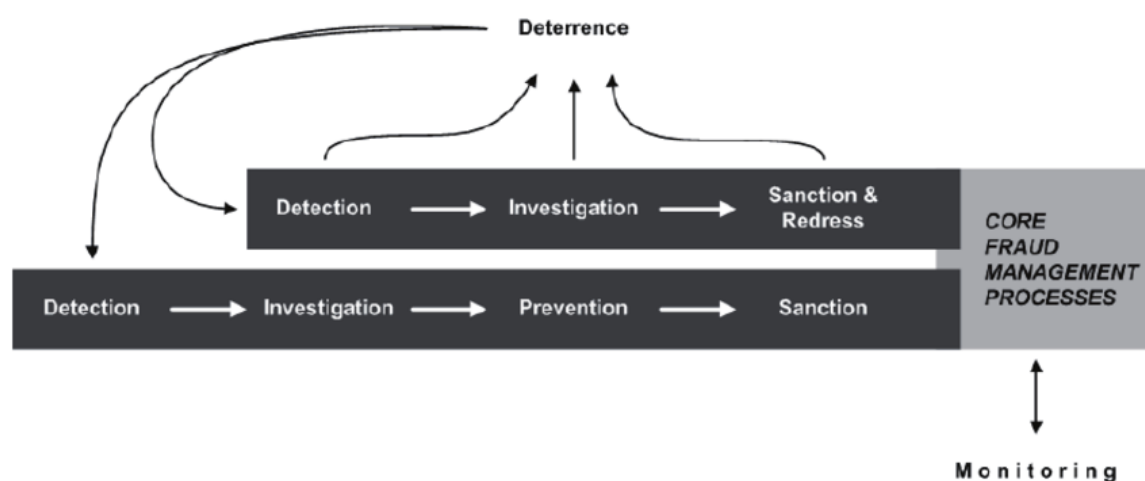 Deterrence
Detection
Investigation
Sanction &
Redress
CORE
FRAUD
MANAGEMENT
PROCESSES
Detection
Investigation
Prevention
Sanction
Monitoring